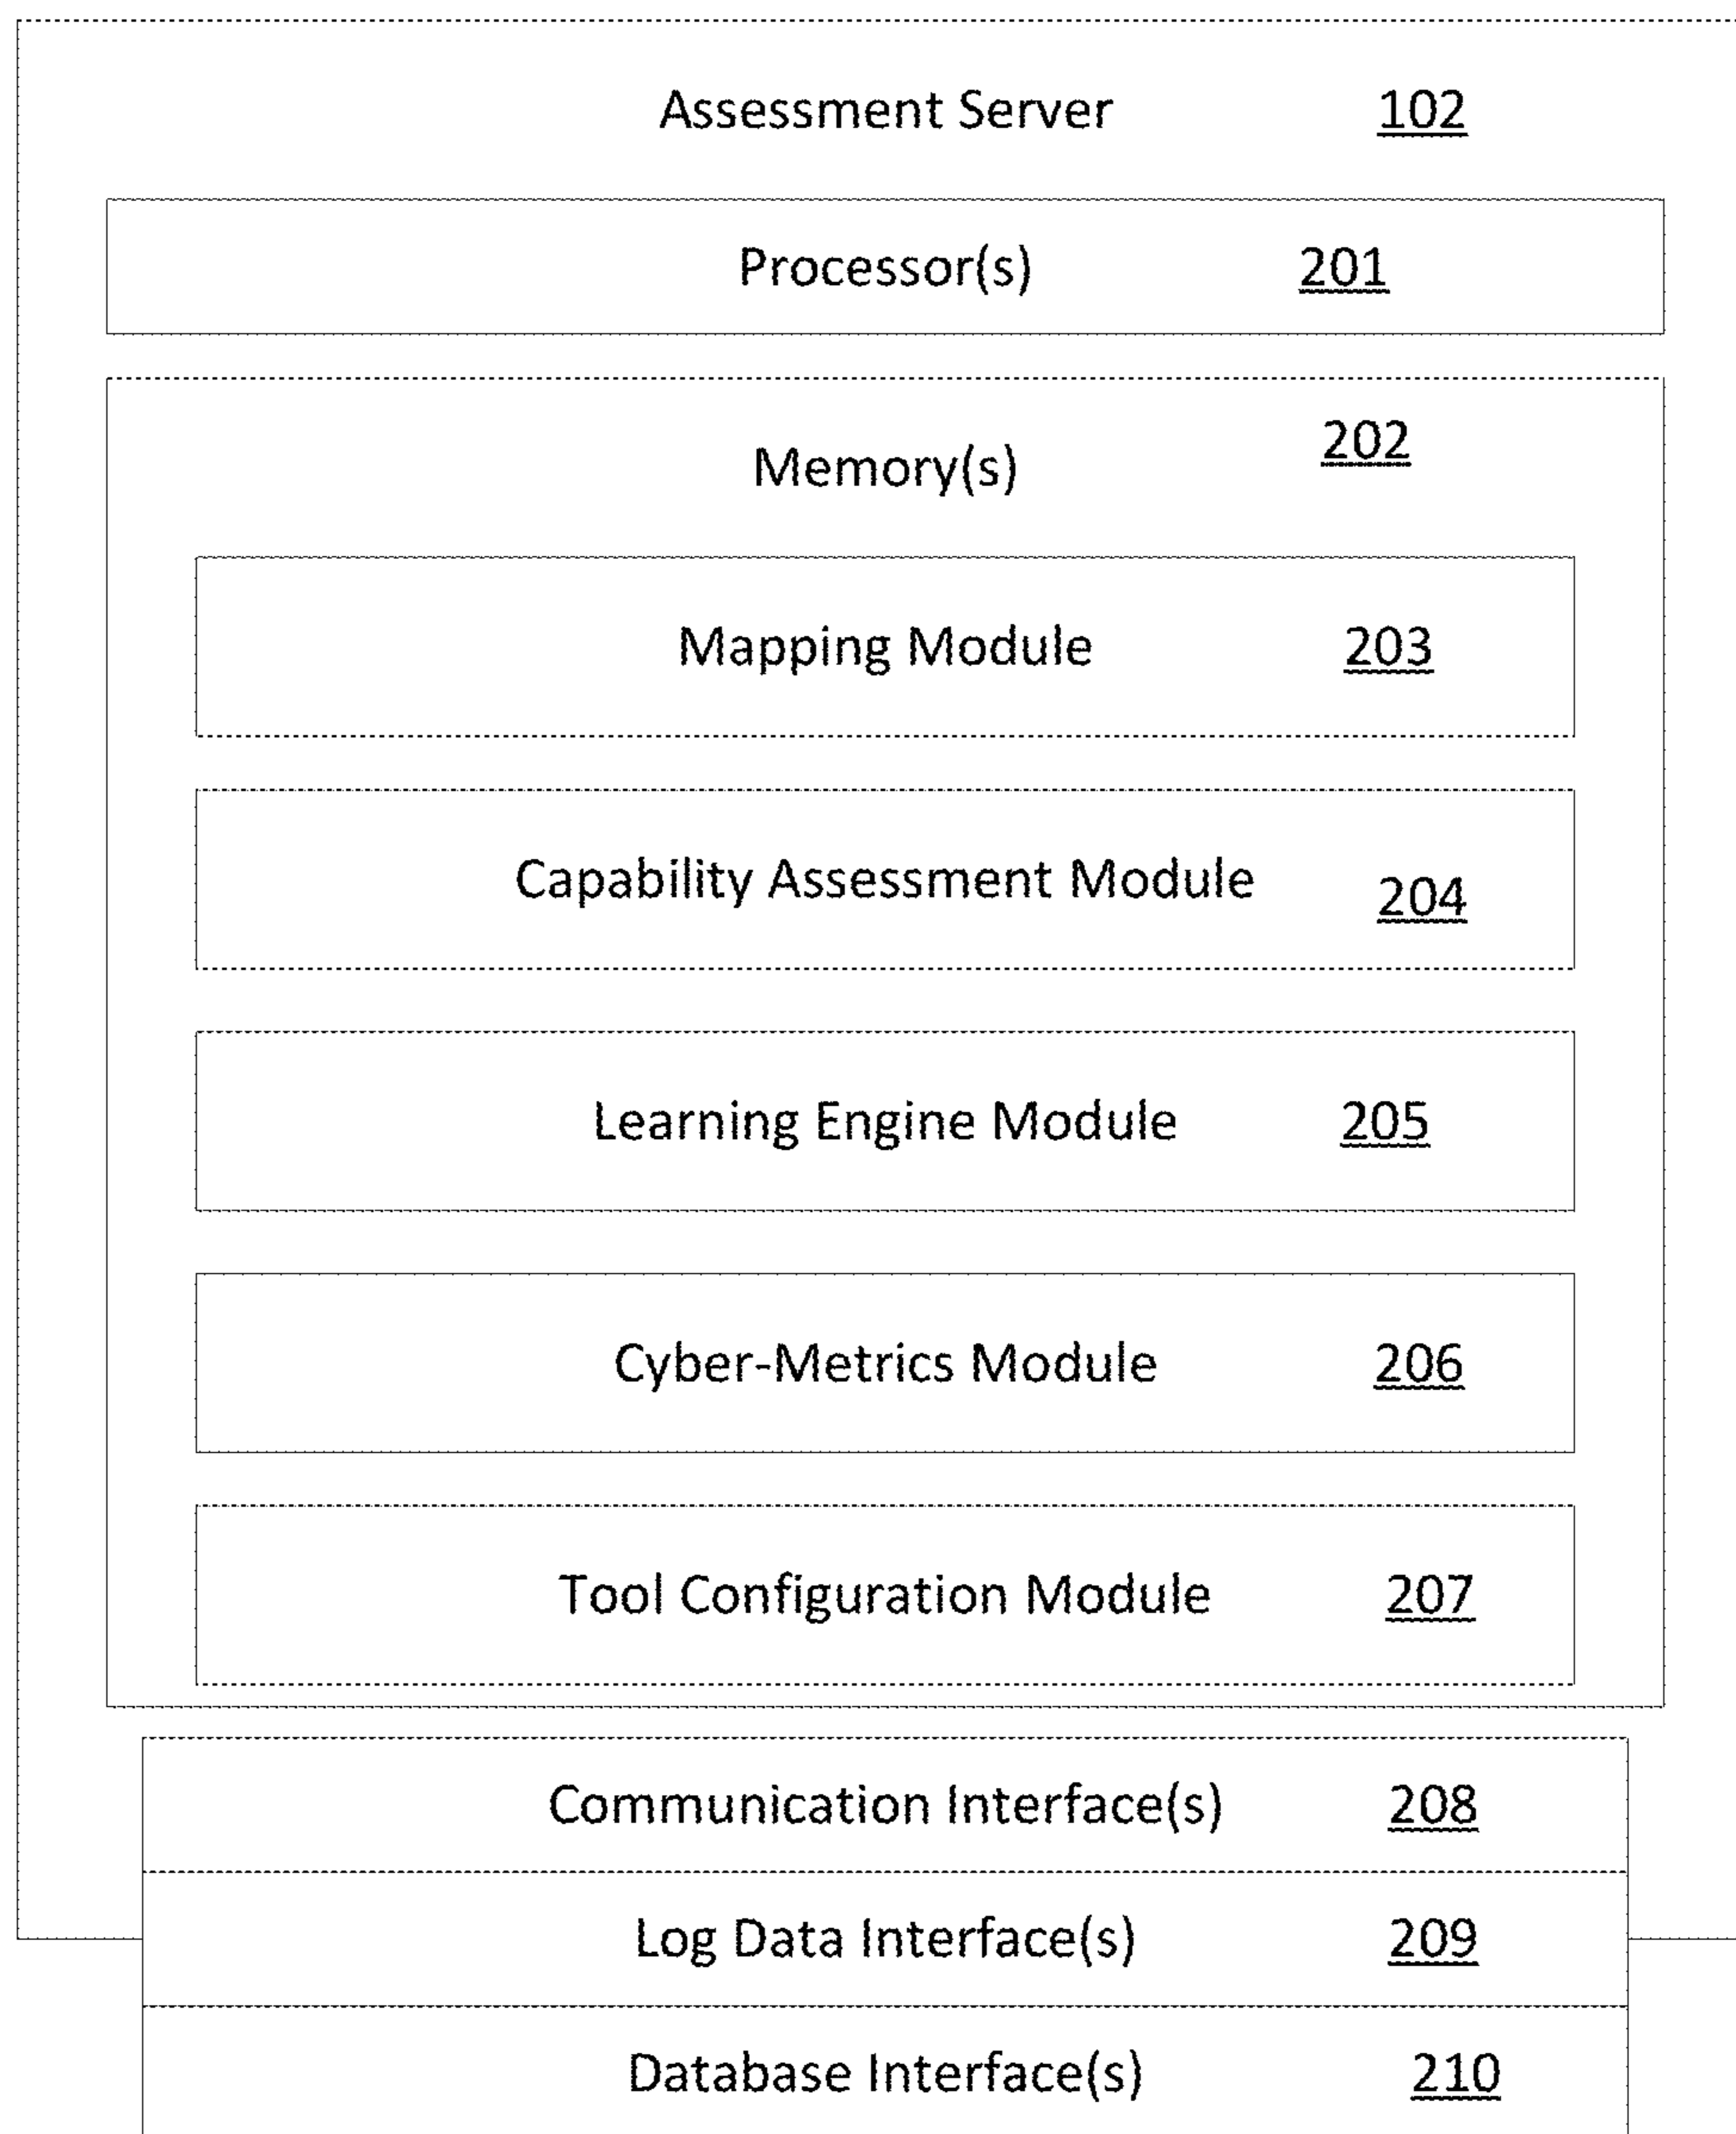 Assessment Server 102
Processor(s) 201
Memory(s) 202
Mapping Module 203
Capability Assessment Module 204
Learning Engine Module 205
Cyber-Metrics Module 206
Tool Configuration Module 207
Communication Interface(s) 208
Log Data Interface(s) 209
Database Interface(s) 210